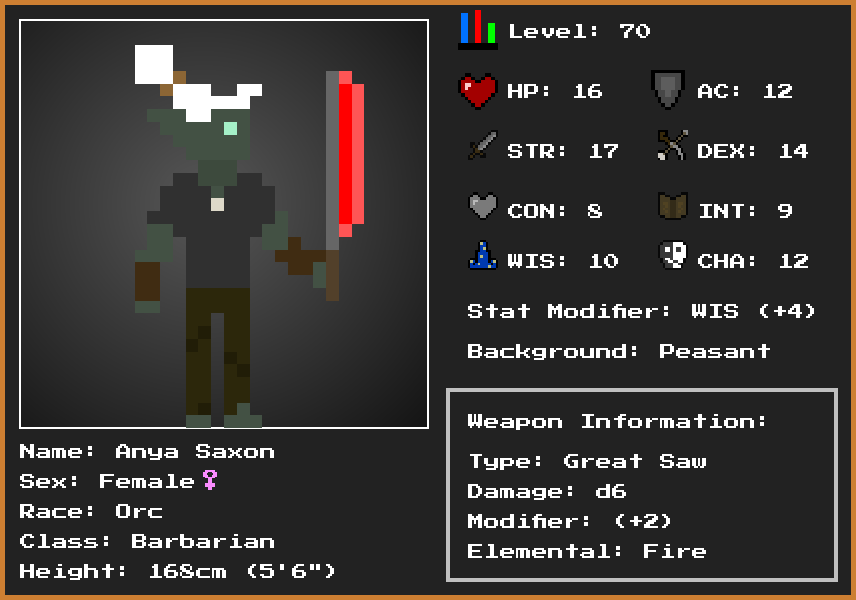 Level: 70
HP: 16
AC: 12
STR: 17
DEX: 14
CON: 8
INT: 9
WIS: 10
CHA: 12
Stat Modifier: WIS (+4)
Background: Peasant
Weapon Information:
Type: Great Saw
Damage: d6
Modifier: (+2)
Elemental: Fire
Name: Anya Saxon
Sex: Female♀
Race: Orc
Class: Barbarian
Height: 168cm (5'6")